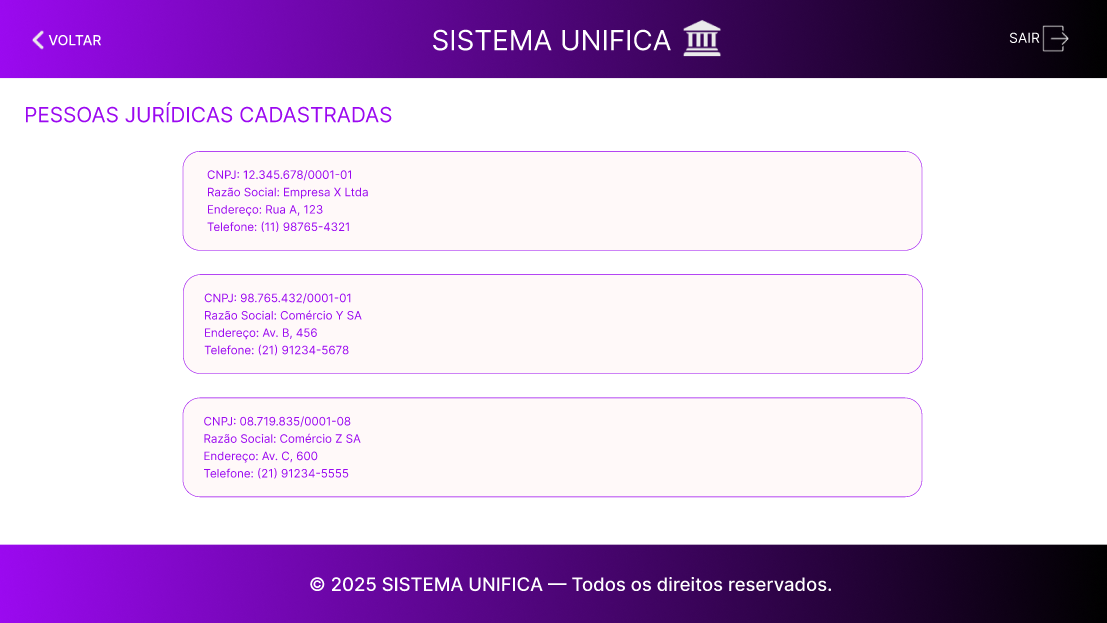 VOLTAR
SISTEMA UNIFICA
SAIR
PESSOAS JURÍDICAS CADASTRADAS
CNPJ: 12.345.678/0001-01
Razão Social: Empresa X Ltda
Endereço: Rua A, 123
Telefone: (11) 98765-4321
CNPJ: 98.765.432/0001-01
Razão Social: Comércio Y SA
Endereço: Av. B, 456
Telefone: (21) 91234-5678
CNPJ: 08.719.835/0001-08
Razão Social: Comércio Z SA
Endereço: Av. C, 600
Telefone: (21) 91234-5555
© 2025 SISTEMA UNIFICA — Todos os direitos reservados.